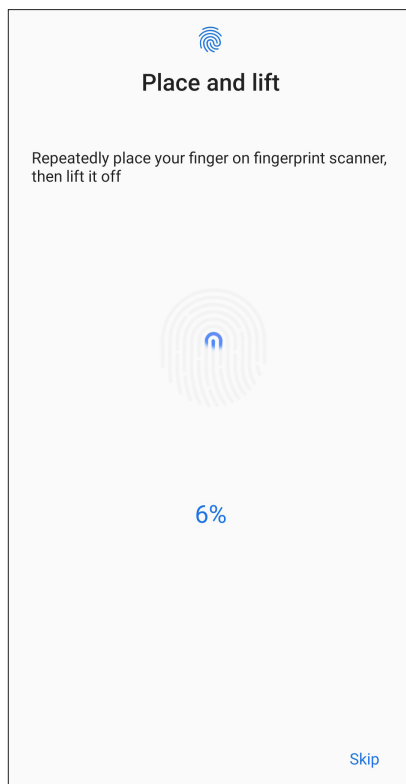 Place and lift
Repeatedly place your finger on fingerprint scanner,
then lift it off
6%
Skip